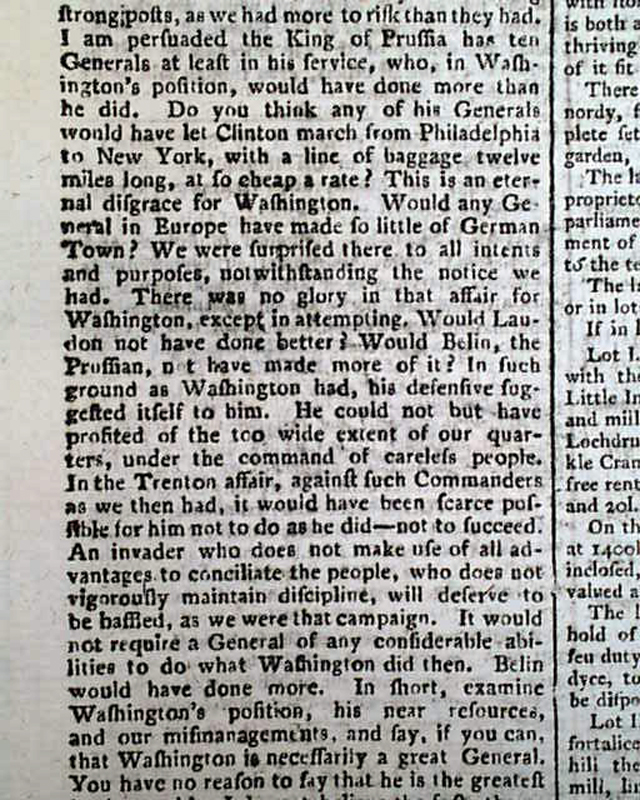 ſtrong poſts, as we had more to riſk than they had.
I am perſuaded the King of Pruſſia has ten
Generals at leaſt in his ſervice, who, in Waſh-
ington's poſition, would have done more than
he did. Do you think any of his Generals
would have let Clinton march from Philadelphia
to New York, with a line of baggage twelve
miles long, at ſo cheap a rate? This is an eter-
nal diſgrace for Waſhington. Would any Ge-
neral in Europe have made ſo little of German
Town? We were ſurpriſed there to all intents
and purpoſes, notwithſtanding the notice we
had. There was no glory in that affair for
Waſhington, except in attempting. Would Lau-
don not have done better? Would Belin, the
Pruſſian, n t have made more of it? In ſuch
ground as Waſhington had, his defenſive ſug-
geſted itſelf to him. He could not but have
profited of the too wide extent of our quar-
ters, under the command of careleſs people.
In the Trenton affair, againſt ſuch Commanders
as we then had, it would have been ſcarce poſ-
ſible for him not to do as he did—not to ſucceed.
An invader who does not make uſe of all ad-
vantages to conciliate the people, who does not
vigorouſly maintain diſcipline, will deſerve to
be baffled, as we were that campaign. It would
not require a General of any conſiderable abi-
lities to do what Waſhington did then. Belin
would have done more. In ſhort, examine
Waſhington's poſition, his near reſources,
and our miſmanagements, and ſay, if you can,
that Waſhington is neceſſarily a great General.
You have no reaſon to ſay that he is the greateſt
is both a
thriving
of it fit
There
nordy, f
plete ſet
garden,
The la
propriet
parliame
ment of
to the te
The la
or in lot
If in l
Lot I.
with the
Little In
and mill
Lochdru
kle Cran
free rent
and 20l.
On th
at 1400l
incloſed,
valued a
The l
hold of
feu duty
dyce, to
be diſpo
Lot I
fortalice
hili the
mill, li